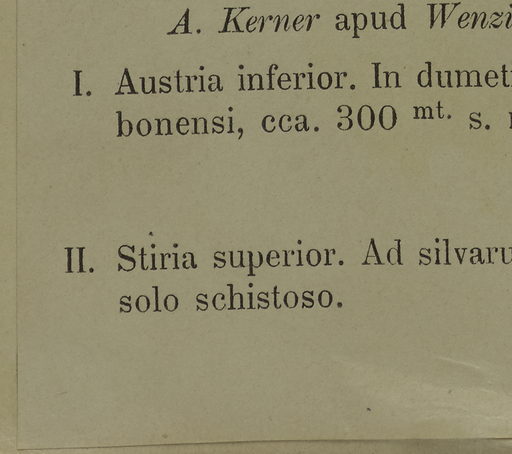 A. Kerner apud Wenzi
I. Austria inferior. In dumet
bonensi, cca. 300 mt. s.
II. Stiria superior. Ad silvaru
solo schistoso.